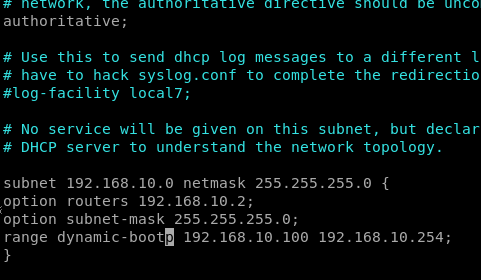 # network, the authoritative directive should be unco
authoritative;
# Use this to send dhcp log messages to a different l
# have to hack syslog.conf to complete the redirectio
#log-facility local7;
# No service will be given on this subnet, but declar
# DHCP server to understand the network topology.
subnet 192.168.10.0 netmask 255.255.255.0 {
option routers 192.168.10.2;
option subnet-mask 255.255.255.0;
range dynamic-bootp 192.168.10.100 192.168.10.254;
}